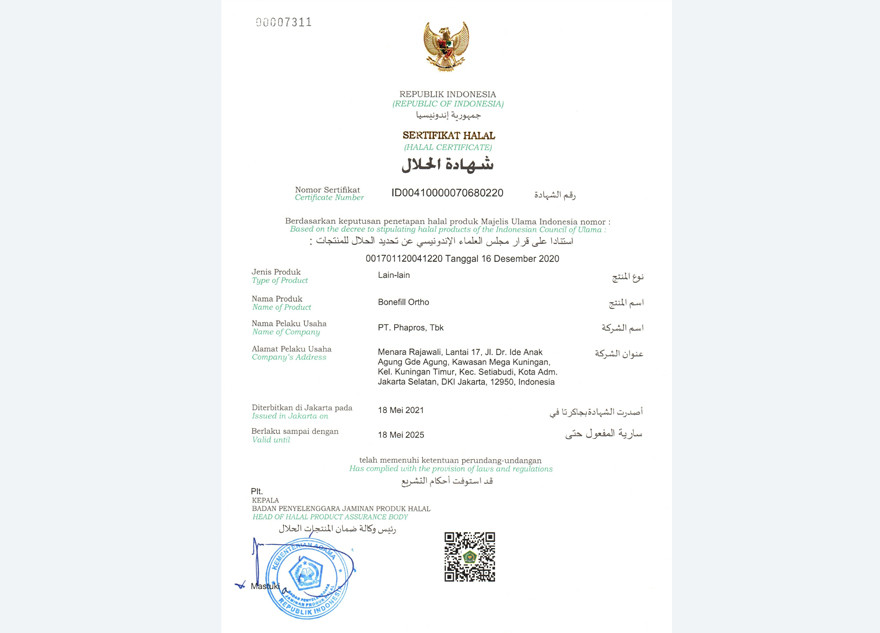 00007311
REPUBLIK INDONESIA
(REPUBLIC OF INDONESIA)
جمهورية إندونيسيا
SERTIFIKAT HALAL
(HALAL CERTIFICATE)
شهادة الحلال
Nomor Sertifikat ID00410000070680220 رقم الشهادة
Certificate Number
Berdasarkan keputusan penetapan halal produk Majelis Ulama Indonesia nomor :
Based on the decree to stipulating halal products of the Indonesian Council of Ulama :
استنادا على قرار مجلس العلماء الإندونيسي عن تحديد الحلال للمنتجات :
001701120041220 Tanggal 16 Desember 2020
Jenis Produk Lain-lain نوع المنتج
Type of Product
Nama Produk Bonefill Ortho اسم المنتج
Name of Product
Nama Pelaku Usaha PT. Phapros, Tbk اسم الشركة
Name of Company
Alamat Pelaku Usaha Menara Rajawali, Lantai 17, Jl. Dr. Ide Anak عنوان الشركة
Company's Address Agung Gde Agung, Kawasan Mega Kuningan,
Kel. Kuningan Timur, Kec. Setiabudi, Kota Adm.
Jakarta Selatan, DKI Jakarta, 12950, Indonesia
Diterbitkan di Jakarta pada 18 Mei 2021 أصدرت الشهادة بجاكرتا في
Issued in Jakarta on
Berlaku sampai dengan 18 Mei 2025 سارية المفعول حتى
Valid until
telah memenuhi ketentuan perundang-undangan
Has complied with the provision of laws and regulations
قد استوفت أحكام التشريع
Plt.
KEPALA
BADAN PENYELENGGARA JAMINAN PRODUK HALAL
HEAD OF HALAL PRODUCT ASSURANCE BODY
رئيس وكالة ضمان المنتجات الحلال
KEMENTERIAN AGAMA
Mastuki
BADAN PENYELENGGARA
JAMINAN PRODUK HALAL
REPUBLIK INDONESIA